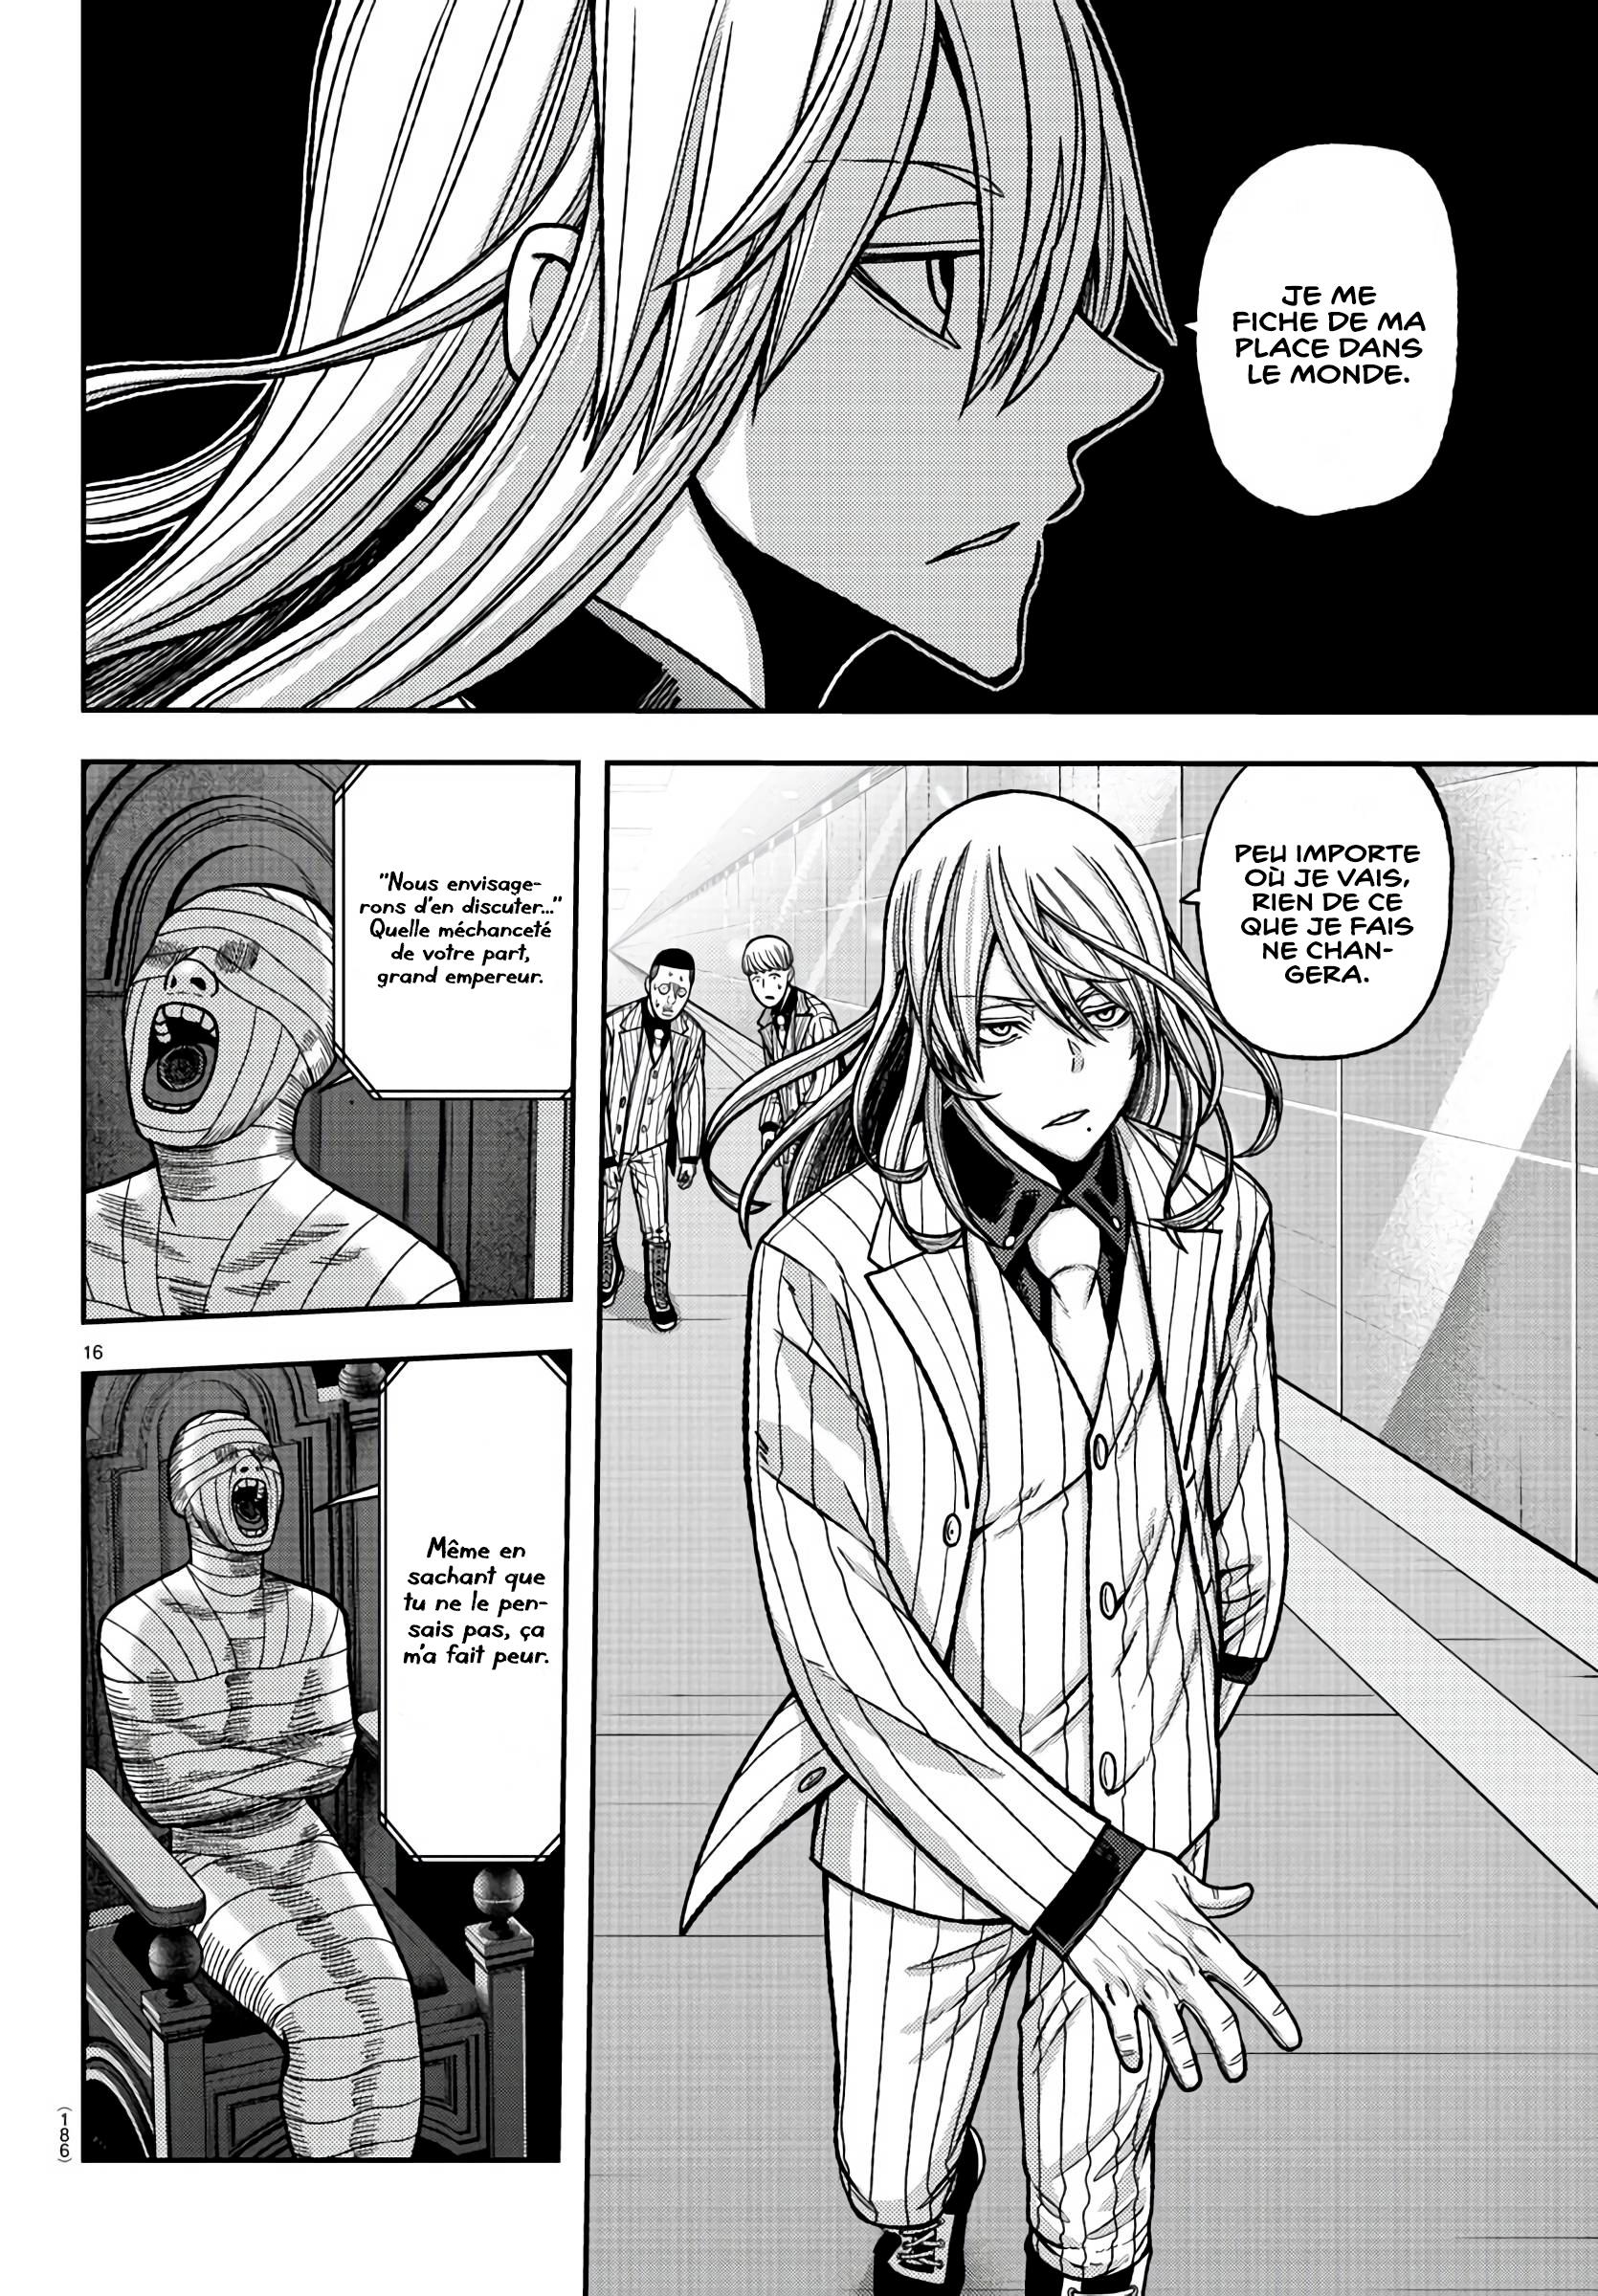 JE ME
FICHE DE MA
PLACE DANS
LE MONDE.
PEU IMPORTE
OÙ JE VAIS,
RIEN DE CE
QUE JE FAIS
NE CHAN-
GERA.
"Nous envisage-
rons d'en discuter..."
Quelle méchanceté
de votre part,
grand empereur.
16
Même en
sachant que
tu ne le pen-
sais pas, ça
m'a fait peur.
(186)